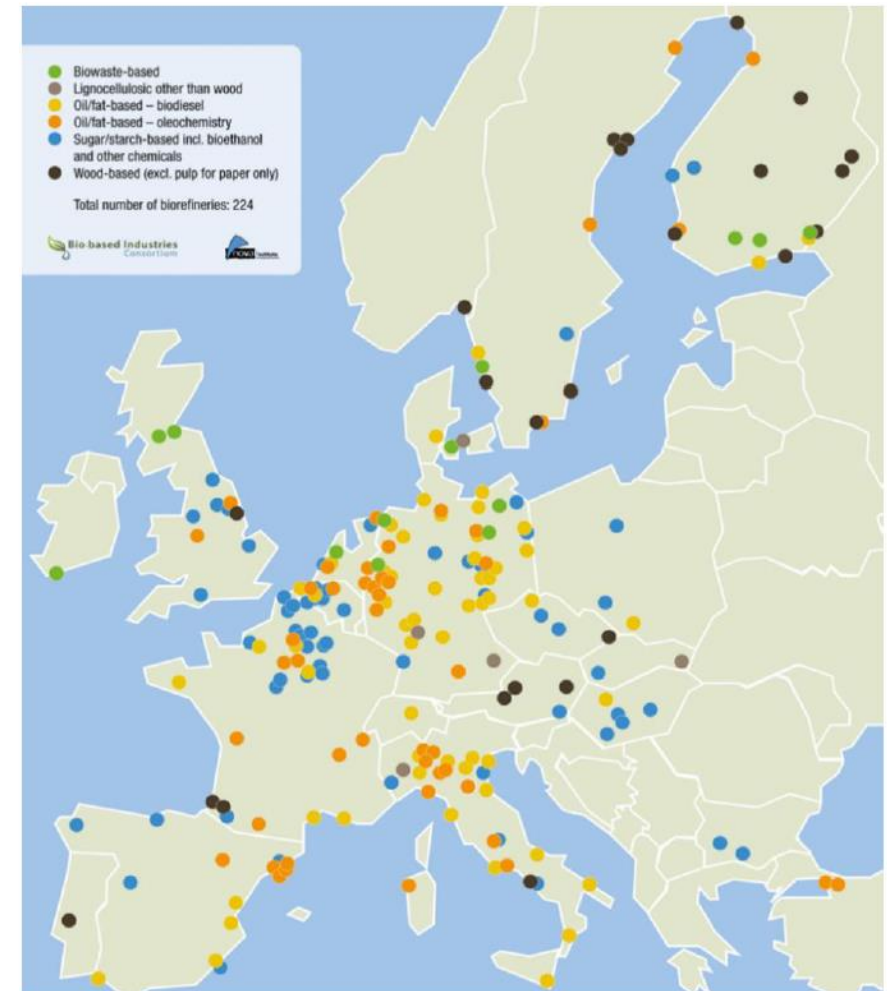 Biowaste-based
Lignocellulosic other than wood
Oil/fat-based – biodiesel
Oil/fat-based – oleochemistry
Sugar/starch-based incl. bioethanol
and other chemicals
Wood-based (excl. pulp for paper only)
Total number of biorefineries: 224
Bio-based Industries
Consortium
nova Institute